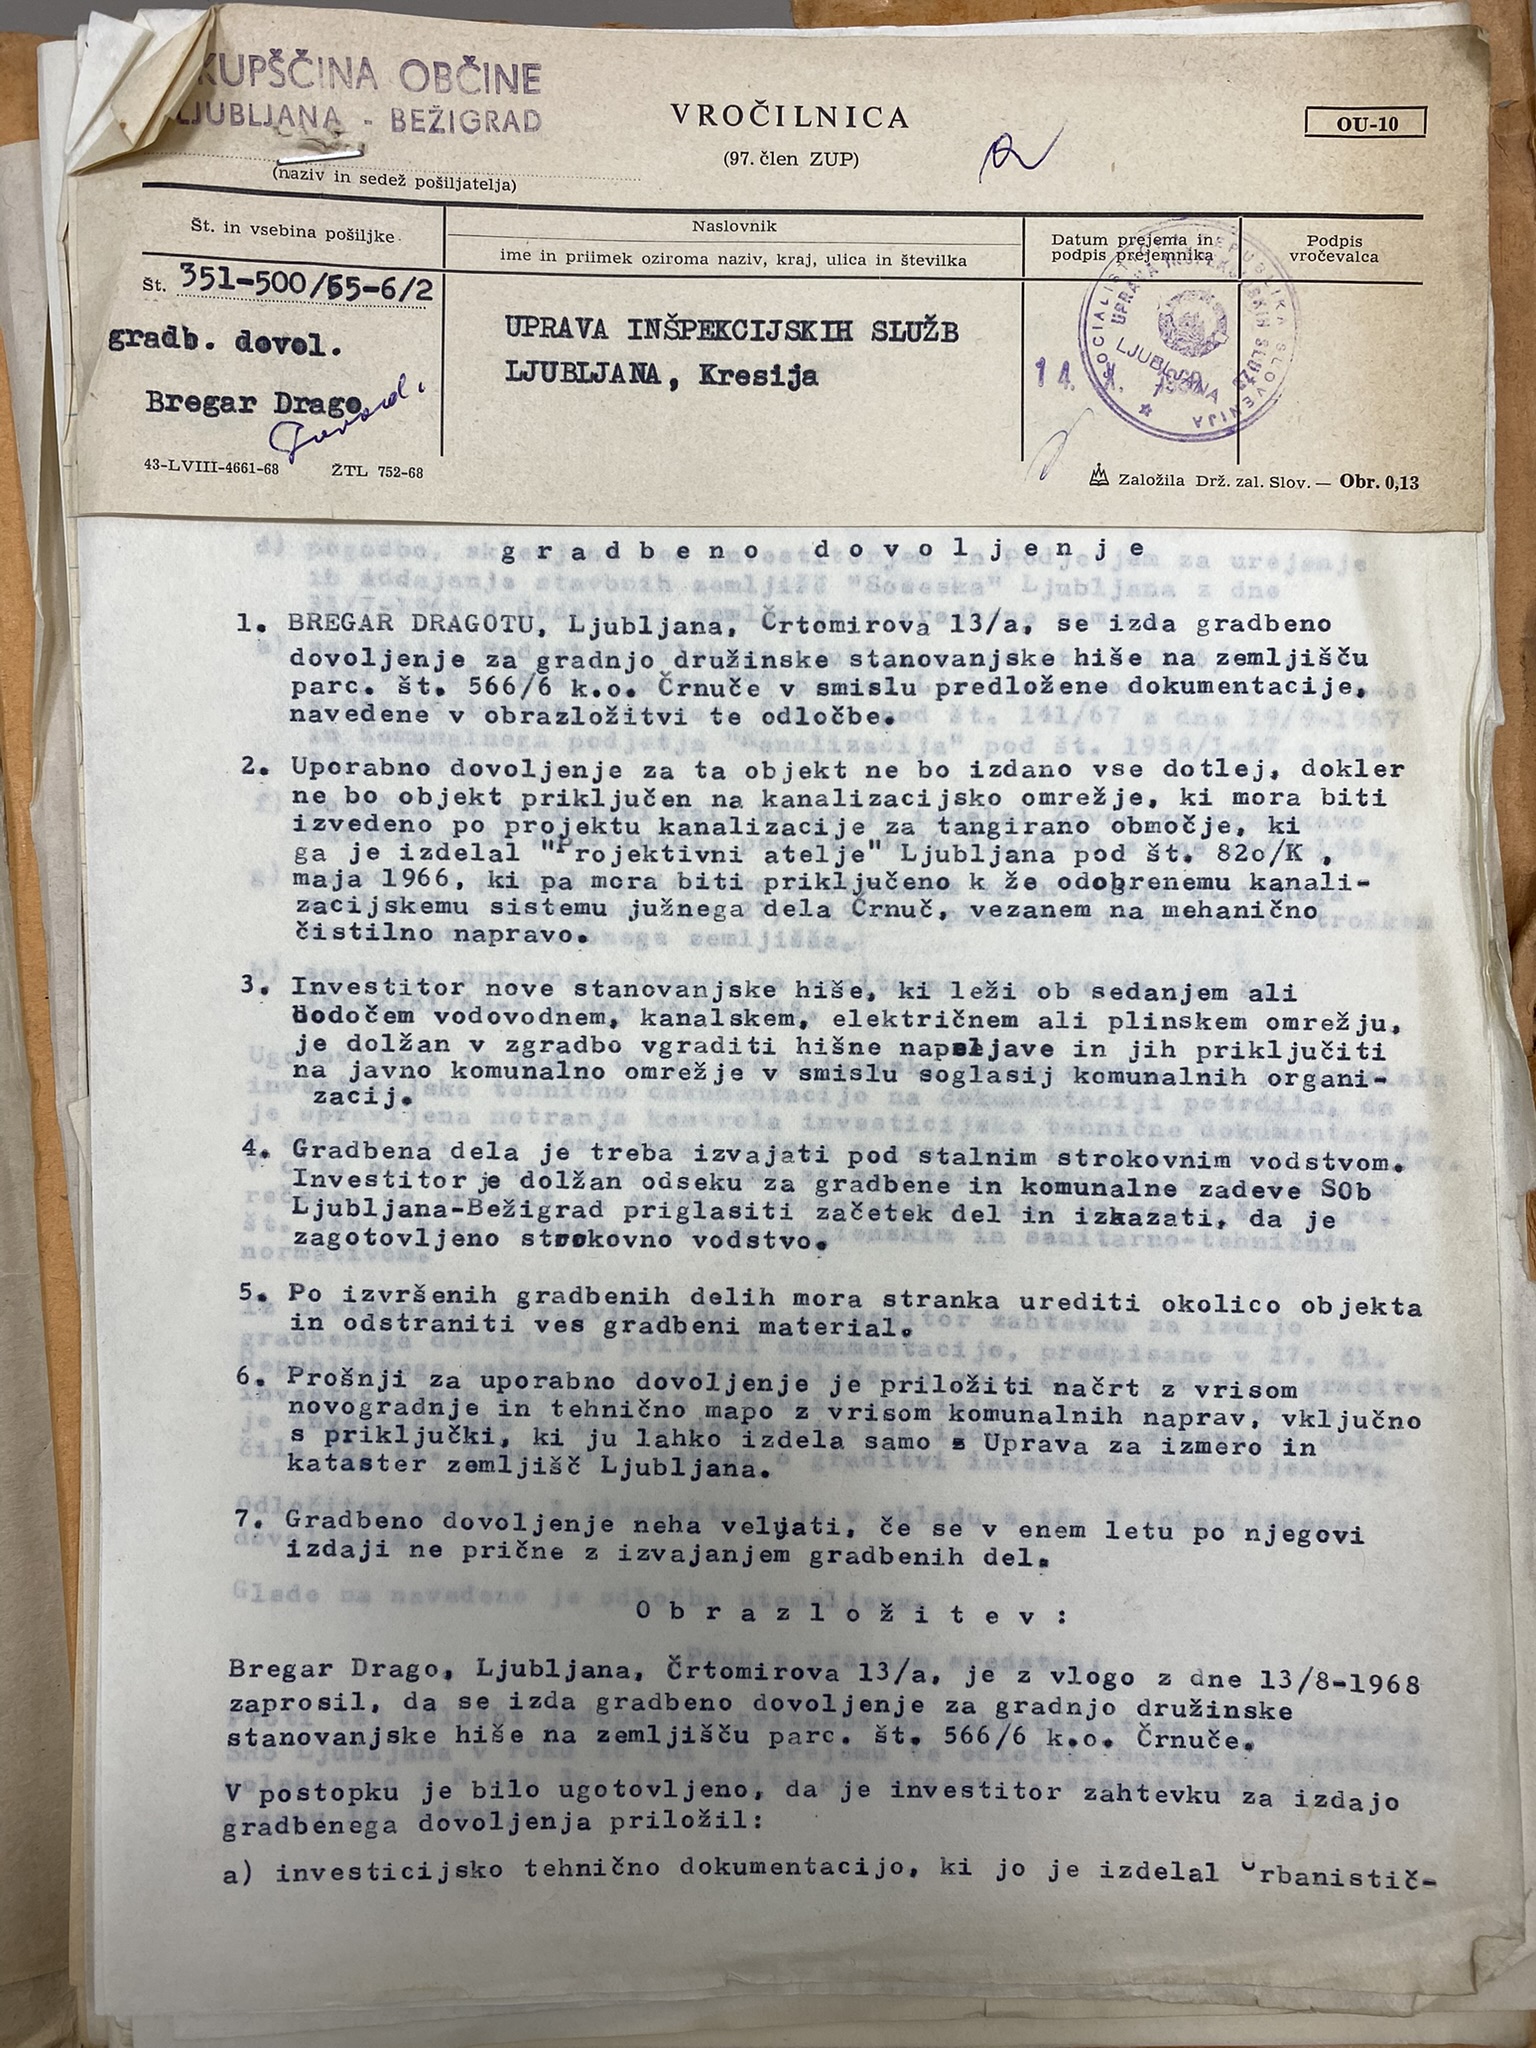 KUPŠČINA OBČINE
LJUBLJANA - BEŽIGRAD
VROČILNICA
OU-10
(97. člen ZUP)
(naziv in sedež pošiljatelja)
Št. in vsebina pošiljke
Naslovnik
ime in priimek oziroma naziv, kraj, ulica in številka
Datum prejema in
podpis prejemnika
Podpis
vročevalca
Št. 351-500/65-6/2
gradb. dovol.
Bregar Drago
UPRAVA INŠPEKCIJSKIH SLUŽB
LJUBLJANA, Kresija
SOCIALISTIČNA REPUBLIKA SLOVENIJA
UPRAVA INŠPEKCIJSKIH SLUŽB
LJUBLJANA
43-LVIII-4661-68 ŽTL 752-68
Založila Drž. zal. Slov. — Obr. 0,13
gradbeno dovoljenje
1. BREGAR DRAGOTU, Ljubljana, Črtomirova 13/a, se izda gradbeno
dovoljenje za gradnjo družinske stanovanjske hiše na zemljišču
parc. št. 566/6 k.o. Črnuče v smislu predložene dokumentacije,
navedene v obrazložitvi te odločbe.
2. Uporabno dovoljenje za ta objekt ne bo izdano vse dotlej, dokler
ne bo objekt priključen na kanalizacijsko omrežje, ki mora biti
izvedeno po projektu kanalizacije za tangirano območje, ki
ga je izdelal "Projektivni atelje" Ljubljana pod št. 82o/K ,
maja 1966, ki pa mora biti priključeno k že odobrenemu kanali-
zacijskemu sistemu južnega dela Črnuč, vezanem na mehanično
čistilno napravo.
3. Investitor nove stanovanjske hiše, ki leži ob sedanjem ali
bodočem vodovodnem, kanalskem, električnem ali plinskem omrežju,
je dolžan v zgradbo vgraditi hišne napeljave in jih priključiti
na javno komunalno omrežje v smislu soglasij komunalnih organi-
zacij.
4. Gradbena dela je treba izvajati pod stalnim strokovnim vodstvom.
Investitor je dolžan odseku za gradbene in komunalne zadeve SOb
Ljubljana-Bežigrad priglasiti začetek del in izkazati, da je
zagotovljeno strokovno vodstvo.
5. Po izvršenih gradbenih delih mora stranka urediti okolico objekta
in odstraniti ves gradbeni material.
6. Prošnji za uporabno dovoljenje je priložiti načrt z vrisom
novogradnje in tehnično mapo z vrisom komunalnih naprav, vključno
s priključki, ki ju lahko izdela samo s Uprava za izmero in
kataster zemljišč Ljubljana.
7. Gradbeno dovoljenje neha veljati, če se v enem letu po njegovi
izdaji ne prične z izvajanjem gradbenih del.
Obrazložitev:
Bregar Drago, Ljubljana, Črtomirova 13/a, je z vlogo z dne 13/8-1968
zaprosil, da se izda gradbeno dovoljenje za gradnjo družinske
stanovanjske hiše na zemljišču parc. št. 566/6 k.o. Črnuče.
V postopku je bilo ugotovljeno, da je investitor zahtevku za izdajo
gradbenega dovoljenja priložil:
a) investicijsko tehnično dokumentacijo, ki jo je izdelal Urbanistič-